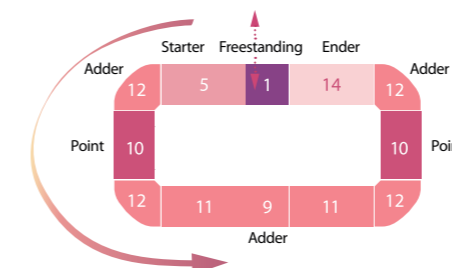 Starter Freestanding Ender
Adder Adder
12 5 1 14 12
Point 10 10 Poi
12 11 9 11 12
Adder